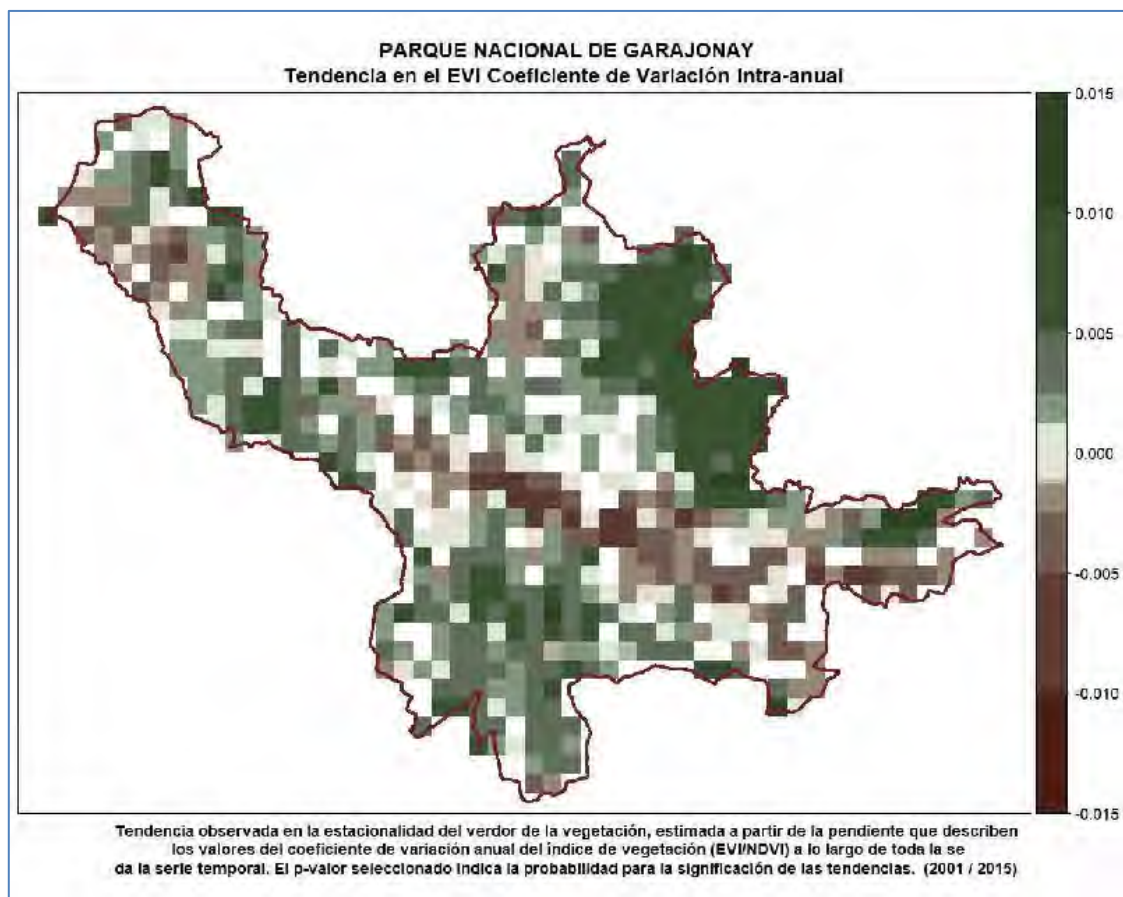 PARQUE NACIONAL DE GARAJONAY
Tendencia en el EVI Coeficiente de Variación Intra-anual
0.015
0.010
0.005
0.000
-0.005
-0.010
-0.015
Tendencia observada en la estacionalidad del verdor de la vegetación, estimada a partir de la pendiente que describen
los valores del coeficiente de variación anual del índice de vegetación (EVI/NDVI) a lo largo de toda la se
da la serie temporal. El p-valor seleccionado indica la probabilidad para la significación de las tendencias. (2001 / 2015)